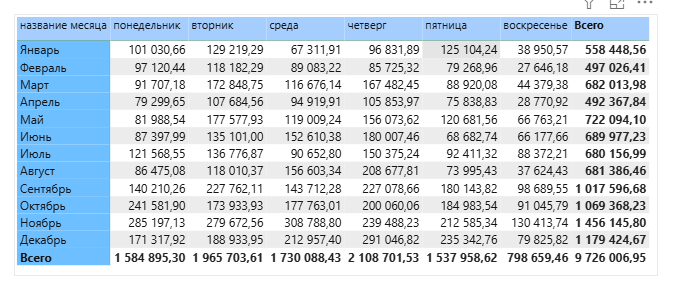 название месяца понедельник вторник среда четверг пятница воскресенье Всего
Январь 101 030,66 129 219,29 67 311,91 96 831,89 125 104,24 38 950,57 558 448,56
Февраль 97 120,44 118 182,29 89 083,22 85 725,32 79 268,96 27 646,18 497 026,41
Март 91 707,18 172 848,75 116 676,14 167 482,45 88 920,08 44 379,38 682 013,98
Апрель 79 299,65 107 684,56 94 919,91 105 853,97 75 838,83 28 770,92 492 367,84
Май 81 988,54 177 577,93 119 009,24 156 073,62 120 681,56 66 763,21 722 094,10
Июнь 87 397,99 135 101,00 152 610,38 180 007,46 68 682,74 66 177,66 689 977,23
Июль 121 568,55 136 776,87 90 652,80 150 375,24 92 411,32 88 372,21 680 156,99
Август 86 475,08 118 010,37 156 603,34 208 677,81 73 995,43 37 624,43 681 386,46
Сентябрь 140 210,26 227 762,11 143 712,28 227 078,66 180 143,82 98 689,55 1 017 596,68
Октябрь 241 581,90 173 933,93 177 763,01 200 060,06 184 983,54 91 045,79 1 069 368,23
Ноябрь 285 197,13 279 672,56 308 788,80 239 488,23 212 585,34 130 413,74 1 456 145,80
Декабрь 171 317,92 188 933,95 212 957,40 291 046,82 235 342,76 79 825,82 1 179 424,67
Всего 1 584 895,30 1 965 703,61 1 730 088,43 2 108 701,53 1 537 958,62 798 659,46 9 726 006,95